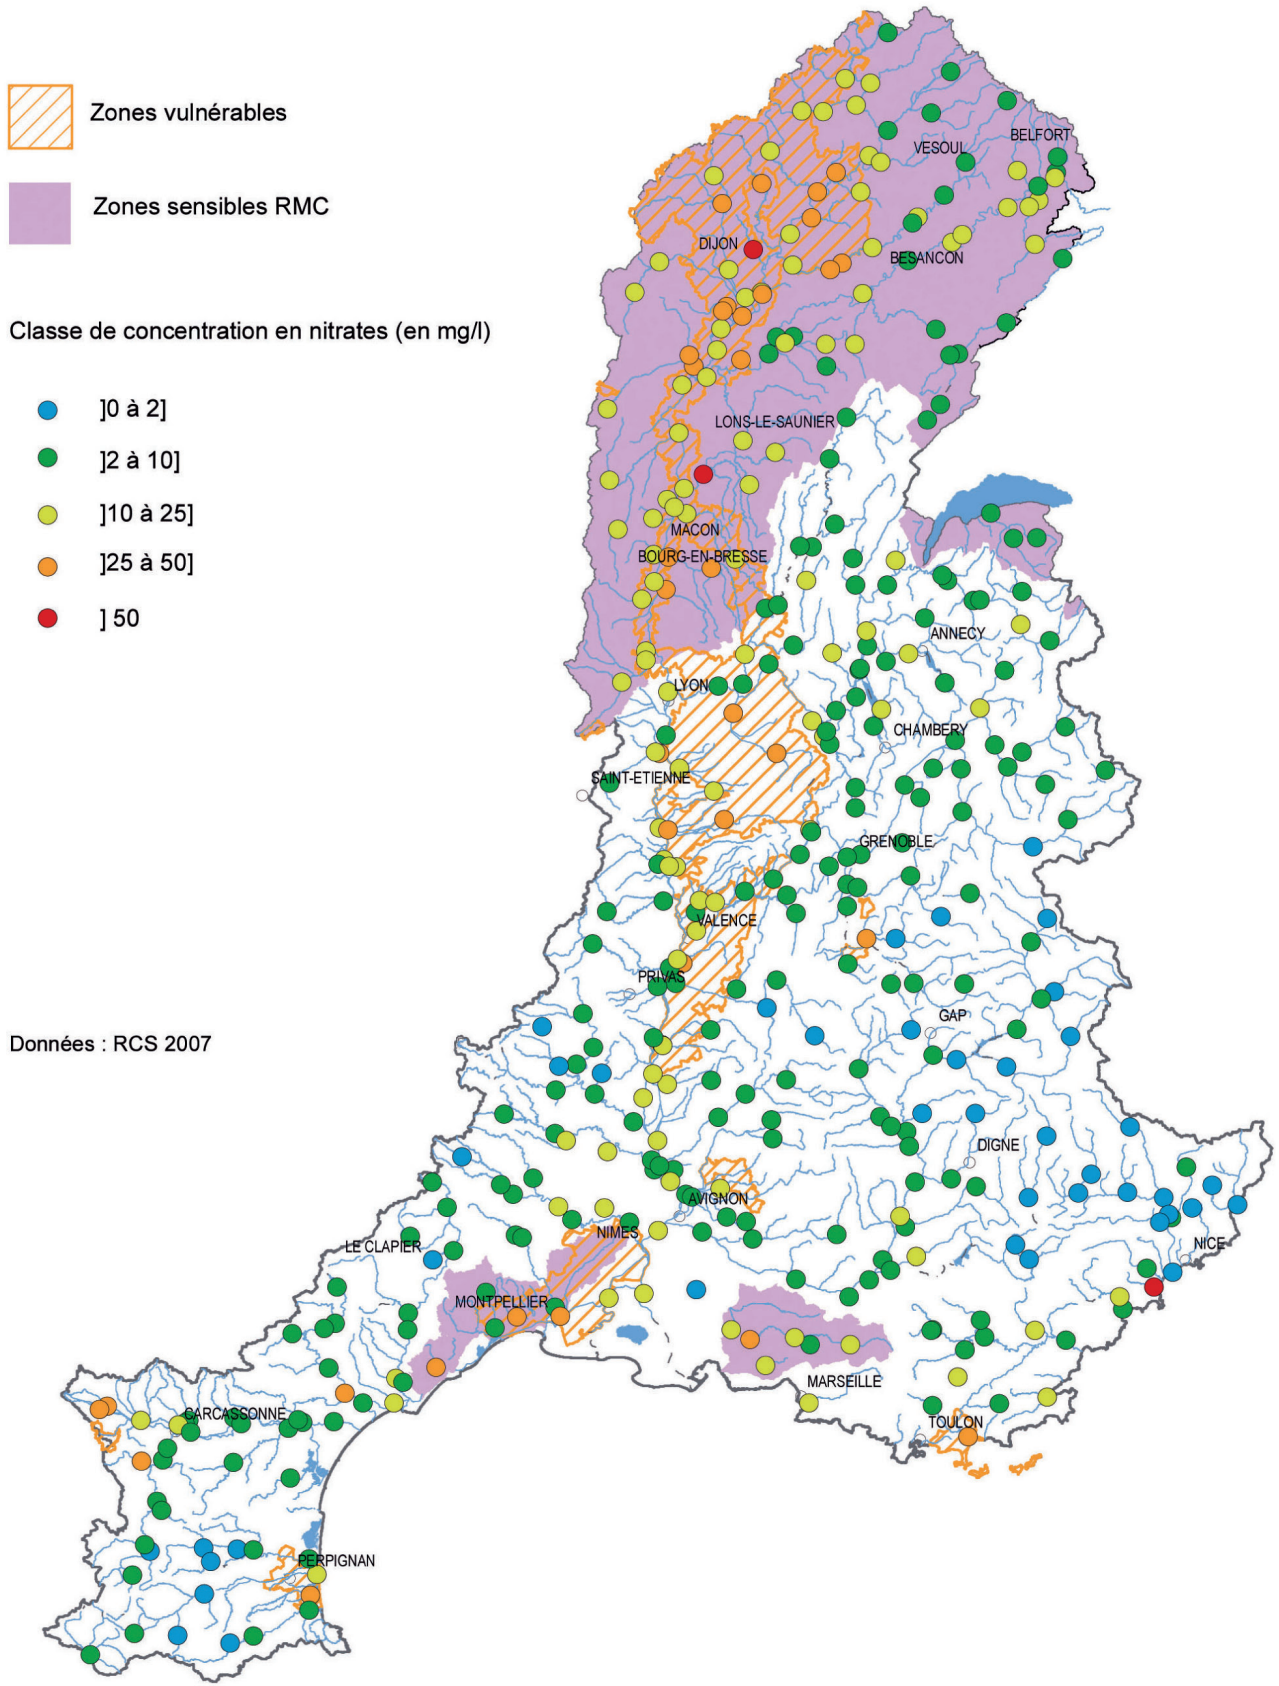 Zones vulnérables
Zones sensibles RMC
Classe de concentration en nitrates (en mg/l)
]0 à 2]
]2 à 10]
]10 à 25]
]25 à 50]
] 50
Données : RCS 2007
BELFORT
VESOUL
DIJON
BESANCON
LONS-LE-SAUNIER
MACON
BOURG-EN-BRESSE
ANNECY
LYON
CHAMBERY
SAINT-ETIENNE
GRENOBLE
VALENCE
PRIVAS
GAP
DIGNE
AVIGNON
NIMES
LE CLAPIER
NICE
MONTPELLIER
MARSEILLE
CARCASSONNE
TOULON
PERPIGNAN